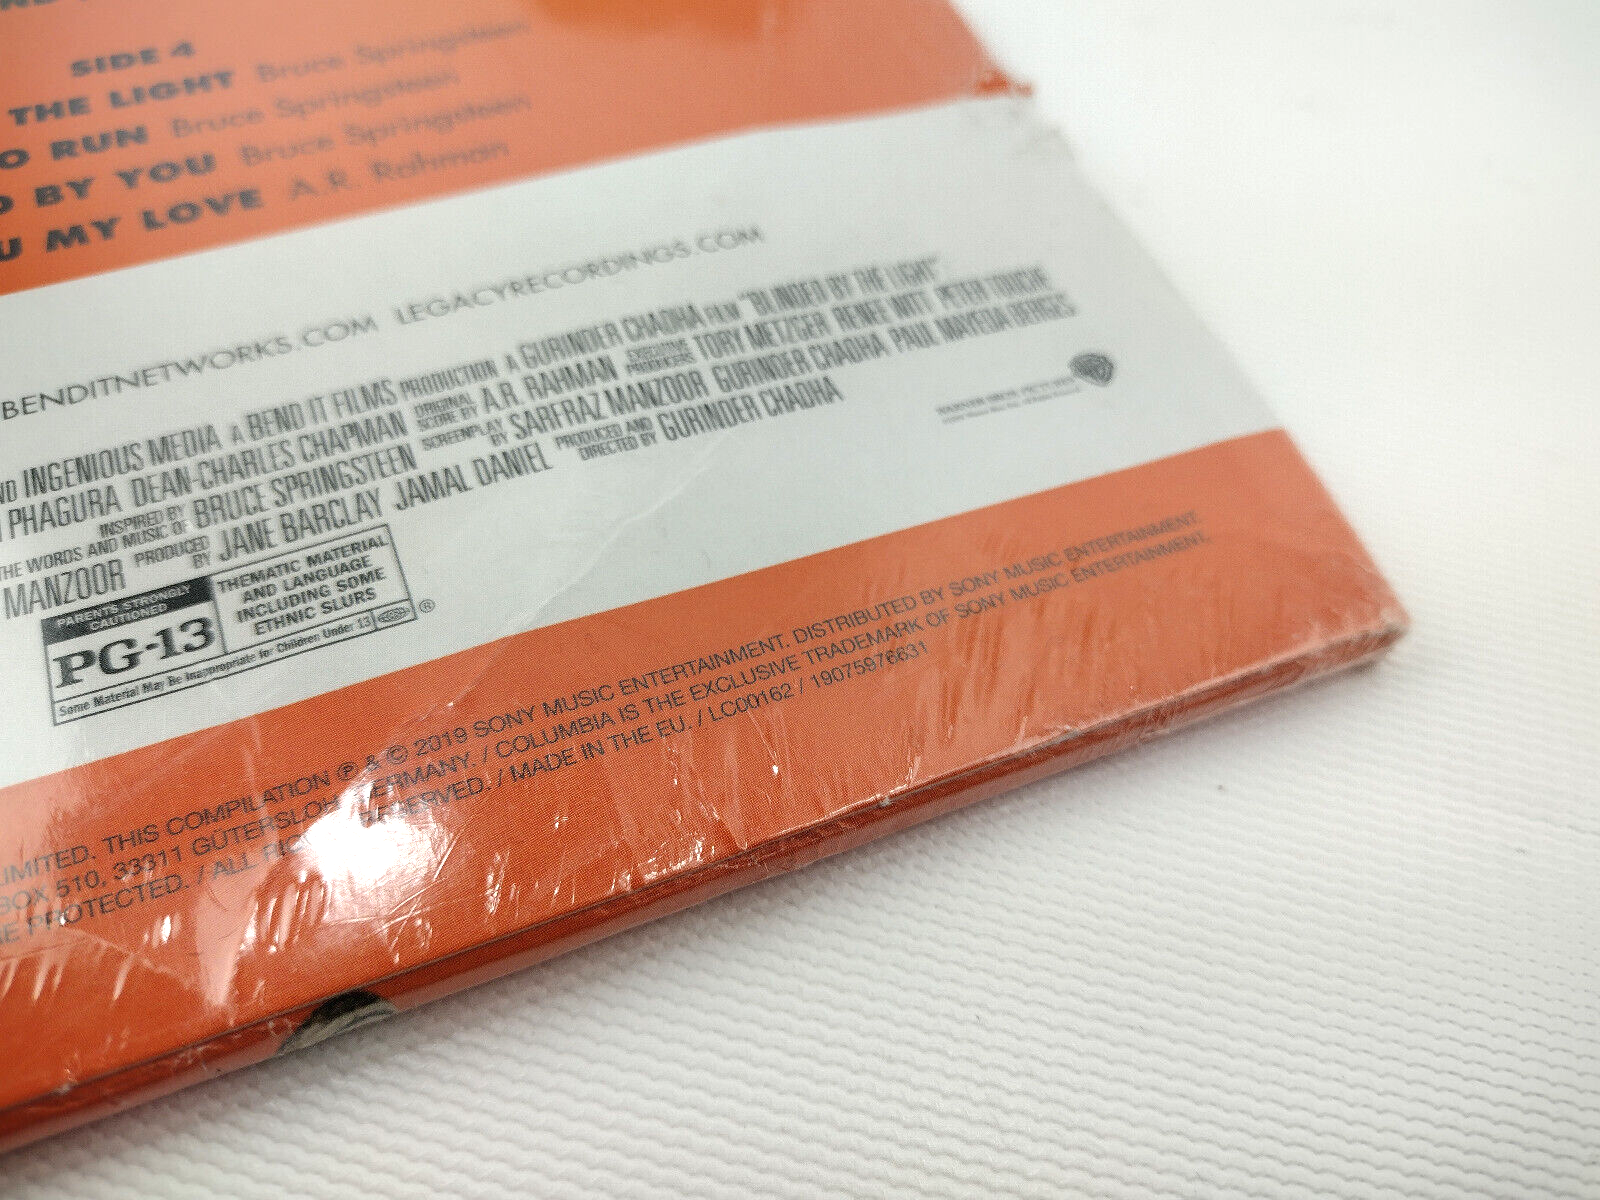 SIDE 4
THE LIGHT Bruce Springsteen
O RUN Bruce Springsteen
D BY YOU Bruce Springsteen
U MY LOVE A.R. Rahman
BENDITNETWORKS.COM LEGACYRECORDINGS.COM
INGENIOUS MEDIA A BEND IT FILMS PRODUCTION A GURINDER CHADHA FILM "BLINDED BY THE LIGHT"
PHAGURA DEAN-CHARLES CHAPMAN ORIGINAL SCORE BY A.R. RAHMAN EXECUTIVE PRODUCERS TORY METZGER RENEE WITT PETER TOUCHE
THE WORDS AND MUSIC OF INSPIRED BY BRUCE SPRINGSTEEN SCREENPLAY BY SARFRAZ MANZOOR GURINDER CHADHA PAUL MAYEDA BERGES
MANZOOR PRODUCED BY JANE BARCLAY JAMAL DANIEL PRODUCED AND DIRECTED BY GURINDER CHADHA
WB
PARENTS STRONGLY CAUTIONED
PG-13
THEMATIC MATERIAL
AND LANGUAGE
INCLUDING SOME
ETHNIC SLURS
Some Material May Be Inappropriate for Children Under 13 ®
LIMITED. THIS COMPILATION ℗ & © 2019 SONY MUSIC ENTERTAINMENT. DISTRIBUTED BY SONY MUSIC ENTERTAINMENT
BOX 510, 33311 GÜTERSLOH, GERMANY. / COLUMBIA IS THE EXCLUSIVE TRADEMARK OF SONY MUSIC ENTERTAINMENT.
PROTECTED. / ALL RESERVED. / MADE IN THE EU. / LC00162 / 19075976631